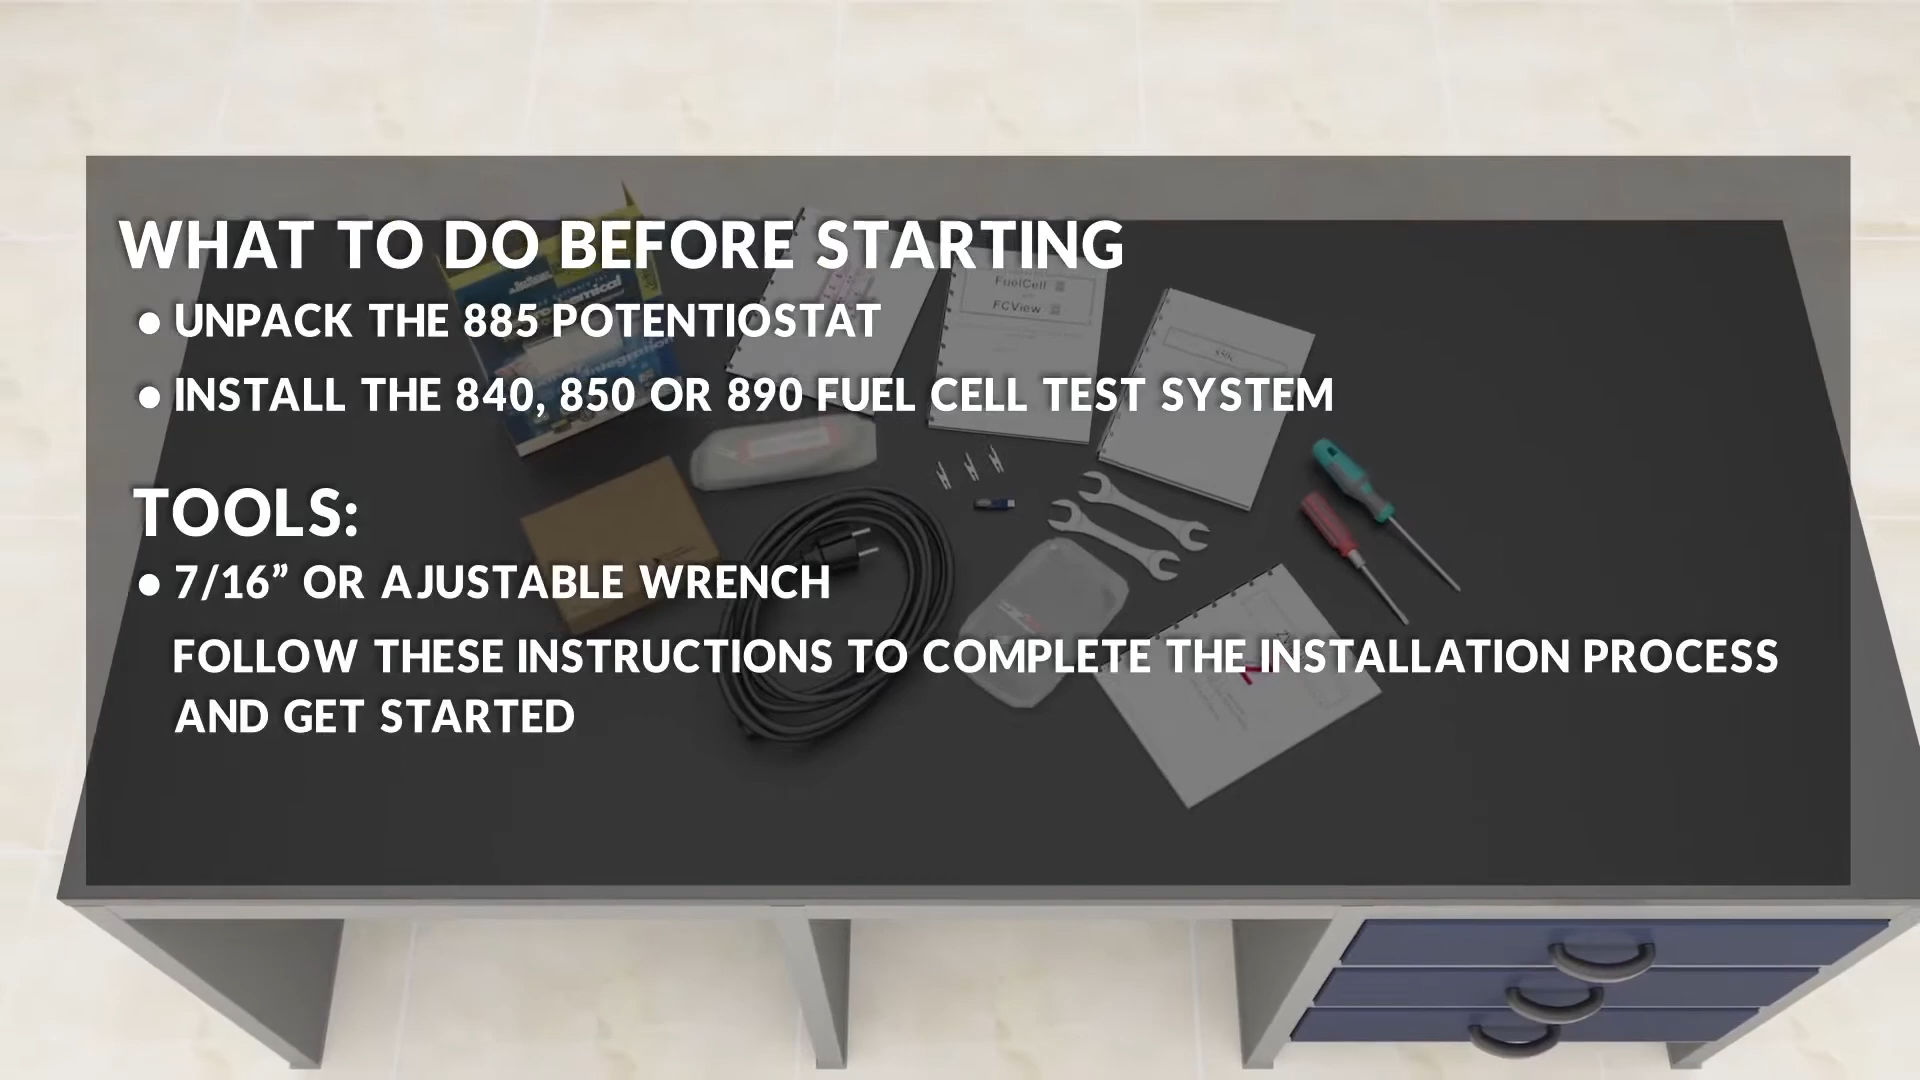 WHAT TO DO BEFORE STARTING
• UNPACK THE 885 POTENTIOSTAT
• INSTALL THE 840, 850 OR 890 FUEL CELL TEST SYSTEM
TOOLS:
• 7/16” OR AJUSTABLE WRENCH
FOLLOW THESE INSTRUCTIONS TO COMPLETE THE INSTALLATION PROCESS
AND GET STARTED
FuelCell
FCView